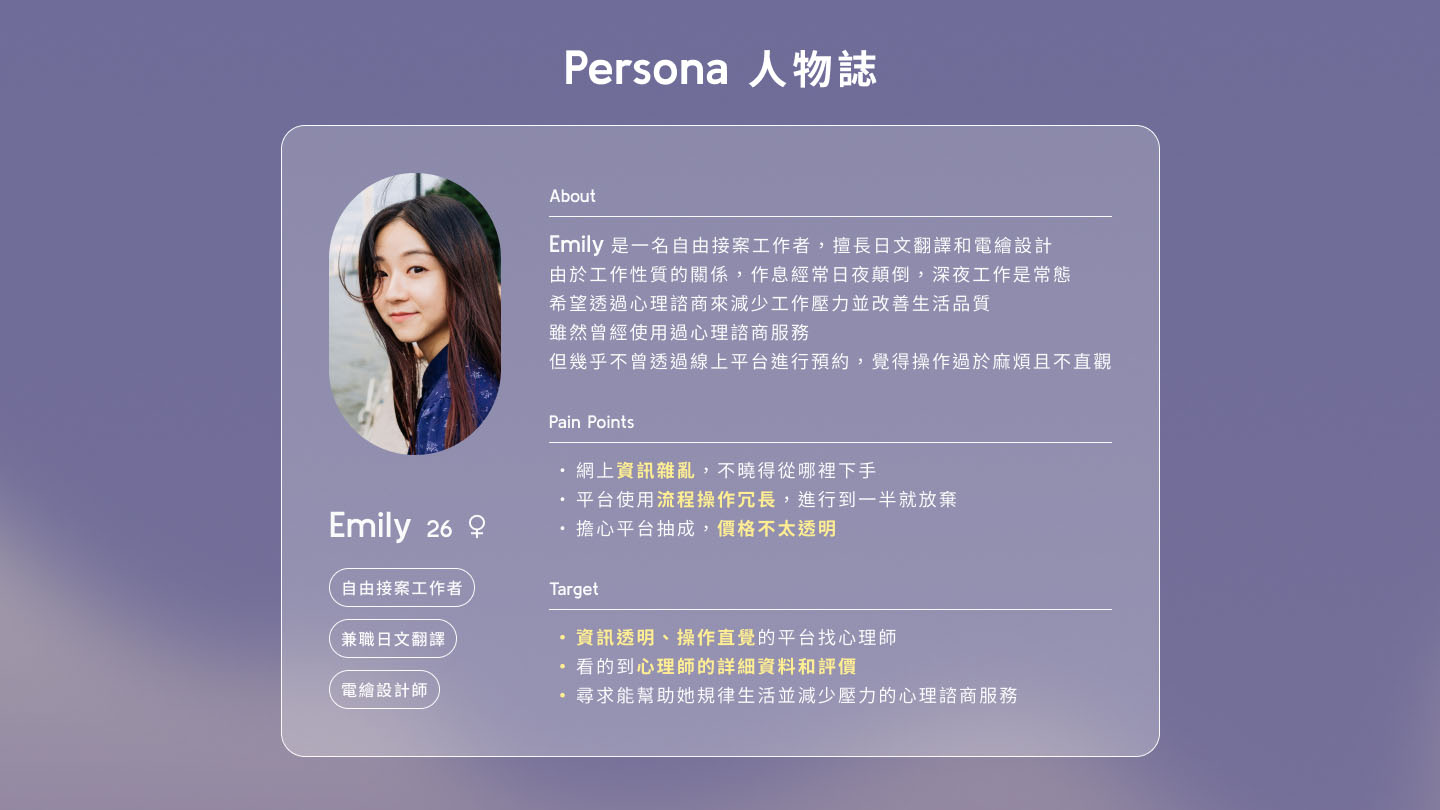 Persona 人物誌
About
Emily 是一名自由接案工作者，擅長日文翻譯和電繪設計
由於工作性質的關係，作息經常日夜顛倒，深夜工作是常態
希望透過心理諮商來減少工作壓力並改善生活品質
雖然曾經使用過心理諮商服務
但幾乎不曾透過線上平台進行預約，覺得操作過於麻煩且不直觀
Pain Points
• 網上資訊雜亂，不曉得從哪裡下手
• 平台使用流程操作冗長，進行到一半就放棄
• 擔心平台抽成，價格不太透明
Emily 26 ♀
自由接案工作者
兼職日文翻譯
電繪設計師
Target
• 資訊透明、操作直覺的平台找心理師
• 看的到心理師的詳細資料和評價
• 尋求能幫助她規律生活並減少壓力的心理諮商服務